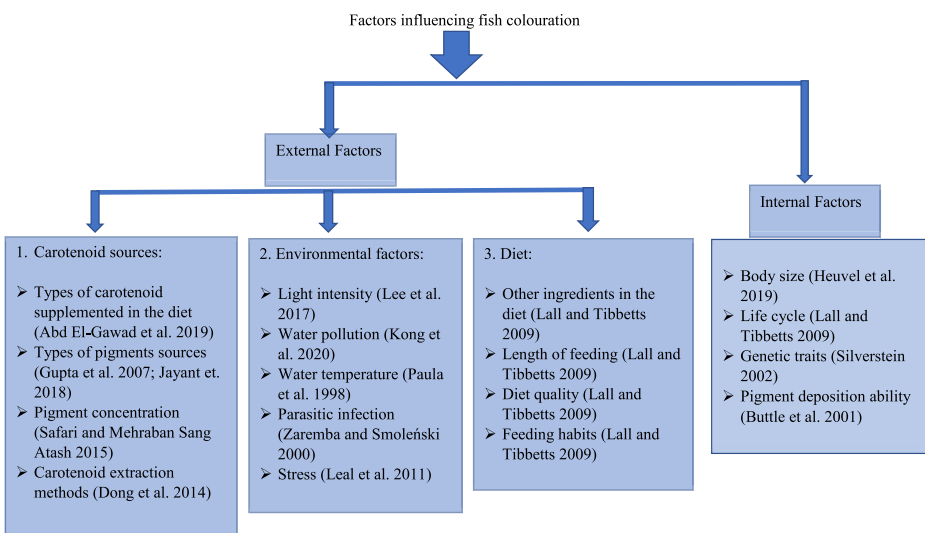 Factors influencing fish colouration
External Factors
Internal Factors
1. Carotenoid sources:
➢ Types of carotenoid
supplemented in the diet
(Abd El-Gawad et al. 2019)
➢ Types of pigments sources
(Gupta et al. 2007; Jayant et.
2018)
➢ Pigment concentration
(Safari and Mehraban Sang
Atash 2015)
➢ Carotenoid extraction
methods (Dong et al. 2014)
2. Environmental factors:
➢ Light intensity (Lee et al.
2017)
➢ Water pollution (Kong
et al. 2020)
➢ Water temperature (Paula
et al. 1998)
➢ Parasitic infection
(Zaremba and Smoleński
2000)
➢ Stress (Leal et al. 2011)
3. Diet:
➢ Other ingredients in the
diet (Lall and Tibbetts
2009)
➢ Length of feeding (Lall and
Tibbetts 2009)
➢ Diet quality (Lall and
Tibbetts 2009)
➢ Feeding habits (Lall and
Tibbetts 2009)
➢ Body size (Heuvel et al.
2019)
➢ Life cycle (Lall and
Tibbetts 2009)
➢ Genetic traits (Silverstein
2002)
➢ Pigment deposition ability
(Buttle et al. 2001)